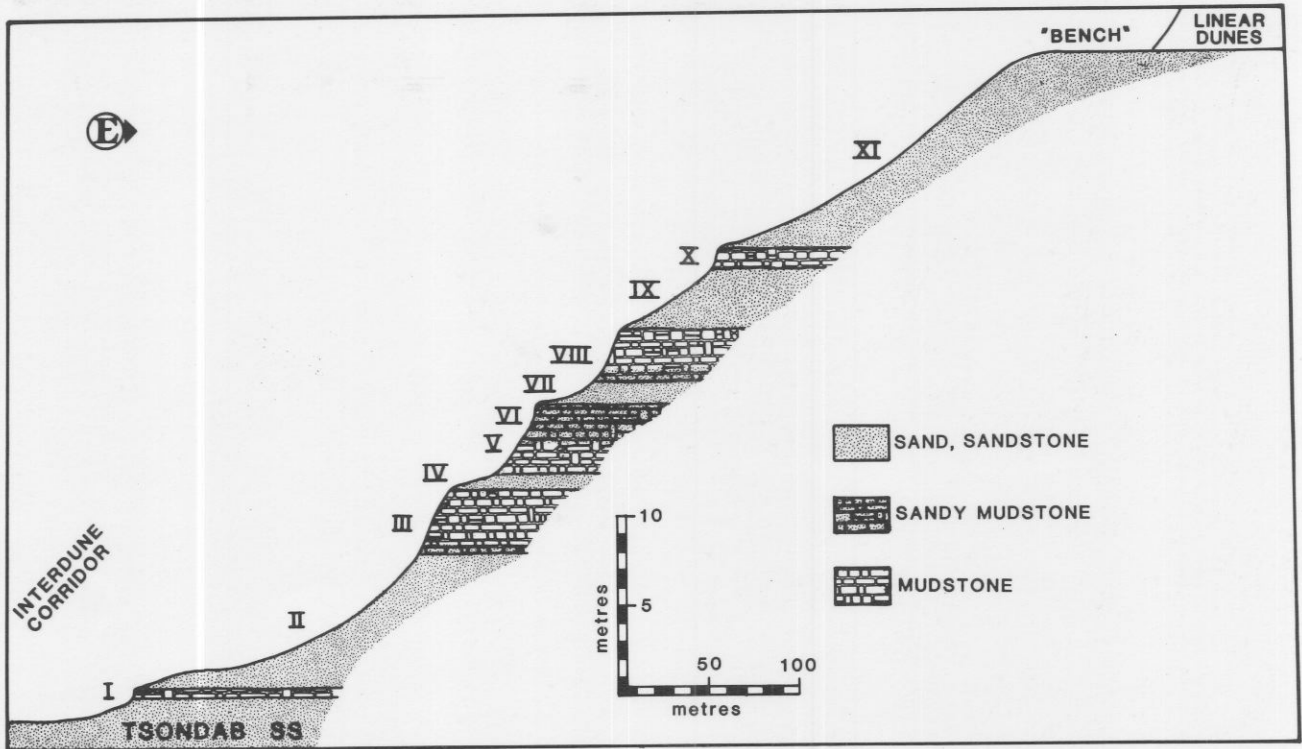 "BENCH"
LINEAR
DUNES
E
XI
X
IX
VIII
VII
VI
V
IV
III
II
I
INTERDUNE
CORRIDOR
TSONDAB SS
SAND, SANDSTONE
SANDY MUDSTONE
MUDSTONE
10
5
metres
50 100
metres